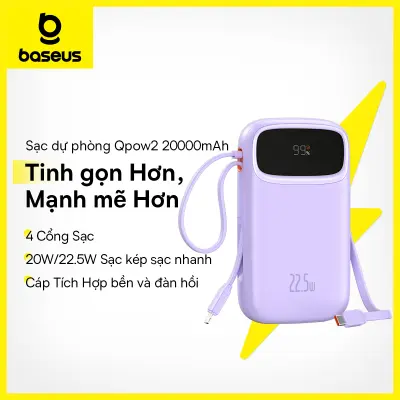 baseus
Sạc dự phòng Qpow2 20000mAh
Tinh gọn Hơn,
Mạnh mẽ Hơn
99%
4 Cổng Sạc
20W/22.5W Sạc kép sạc nhanh
Cáp Tích Hợp bền và đàn hồi
22.5w